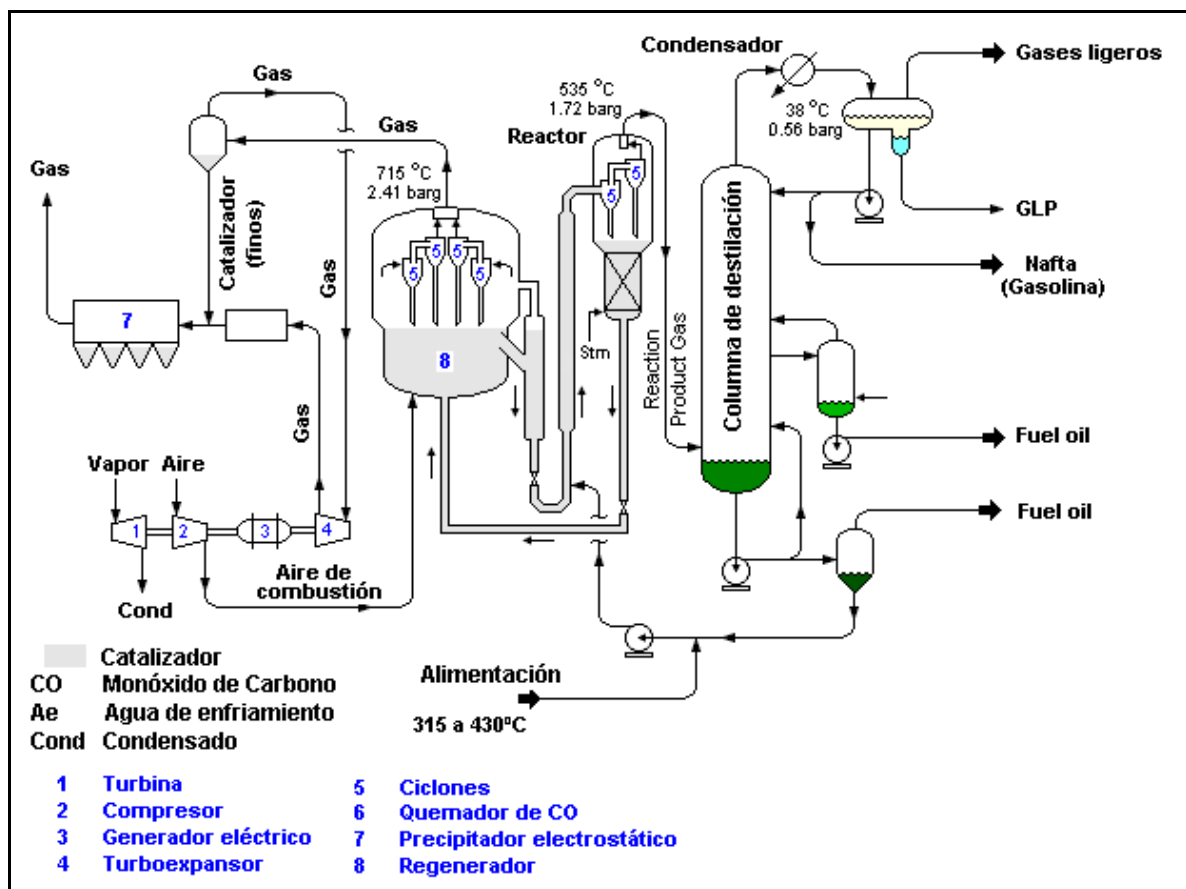 Condensador
Gases ligeros
Gas
535 °C
1.72 barg
38 °C
0.56 barg
Gas
Reactor
Gas
715 °C
2.41 barg
5
5
Catalizador
(finos)
Gas
5
5
5
5
GLP
Columna de destilación
Nafta
(Gasolina)
7
8
Stm
Reaction
Product Gas
Gas
Fuel oil
Vapor
Aire
Fuel oil
1
2
3
4
Aire de
combustión
Cond
Catalizador
CO Monóxido de Carbono
Ae Agua de enfriamiento
Cond Condensado
Alimentación
315 a 430ºC
1 Turbina
2 Compresor
3 Generador eléctrico
4 Turboexpansor
5 Ciclones
6 Quemador de CO
7 Precipitador electrostático
8 Regenerador